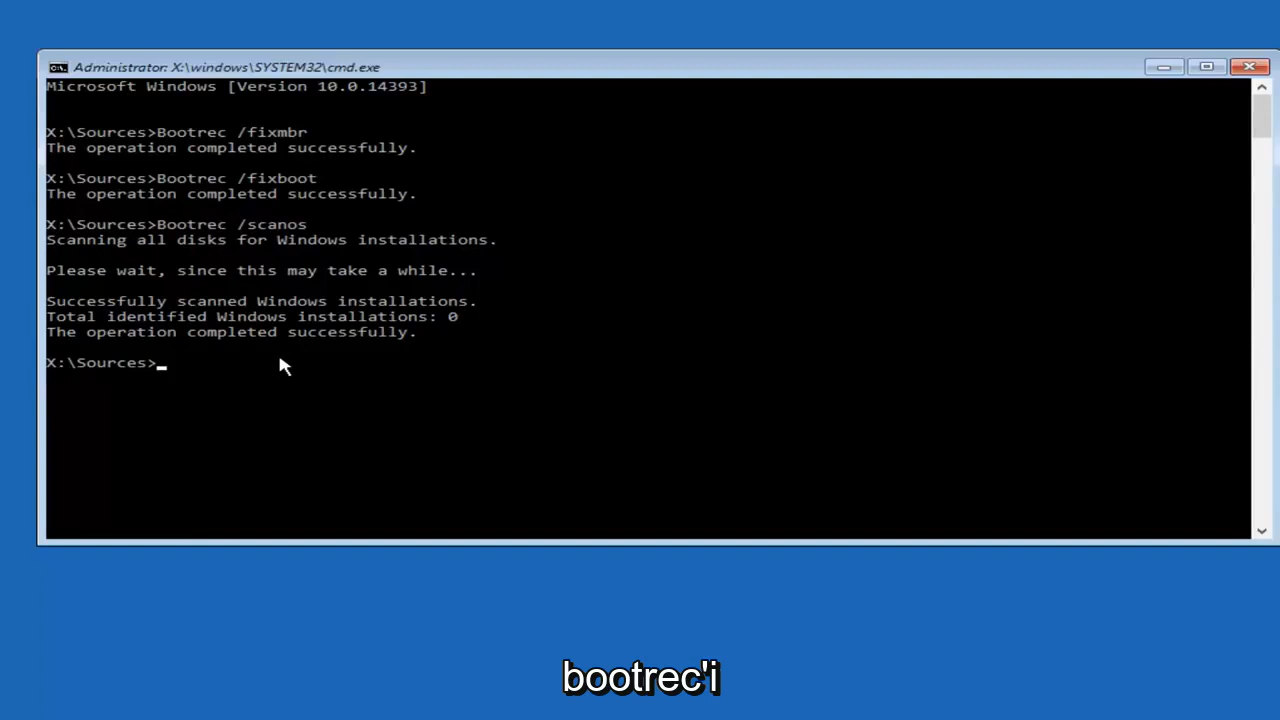 Administrator: X:\windows\SYSTEM32\cmd.exe
Microsoft Windows [Version 10.0.14393]
X:\Sources>Bootrec /fixmbr
The operation completed successfully.
X:\Sources>Bootrec /fixboot
The operation completed successfully.
X:\Sources>Bootrec /scanos
Scanning all disks for Windows installations.
Please wait, since this may take a while...
Successfully scanned Windows installations.
Total identified Windows installations: 0
The operation completed successfully.
X:\Sources>
bootrec'i